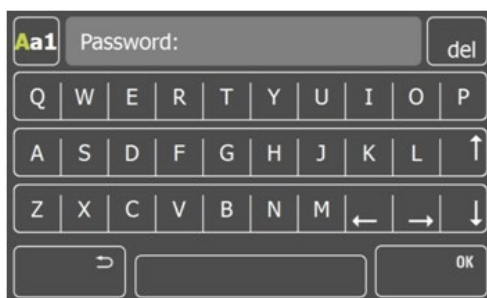 Aa1 Password: del
Q W E R T Y U I O P
A S D F G H J K L ↑
Z X C V B N M ← → ↓
⮌ OK